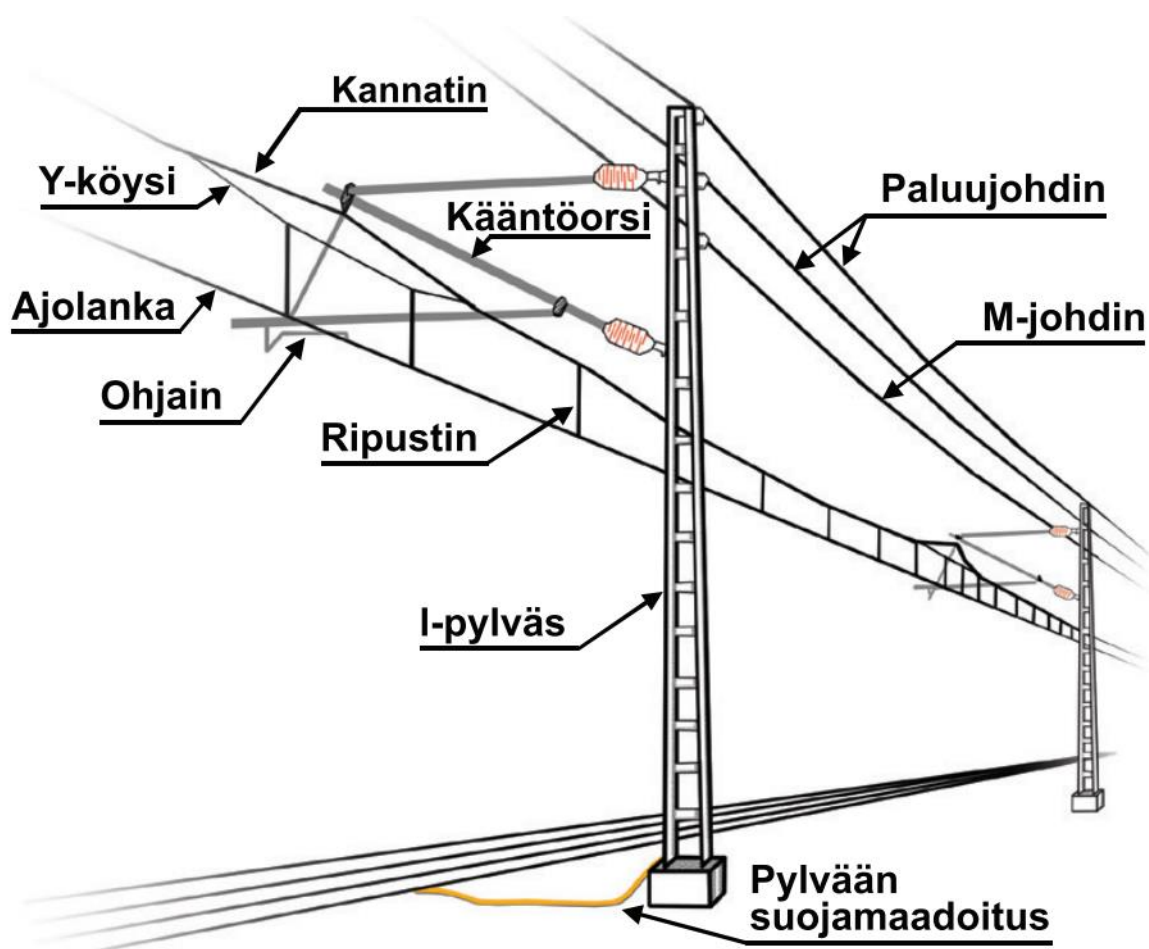 Kannatin
Y-köysi
Kääntöorsi
Paluujohdin
Ajolanka
M-johdin
Ohjain
Ripustin
I-pylväs
Pylvään
suojamaadoitus